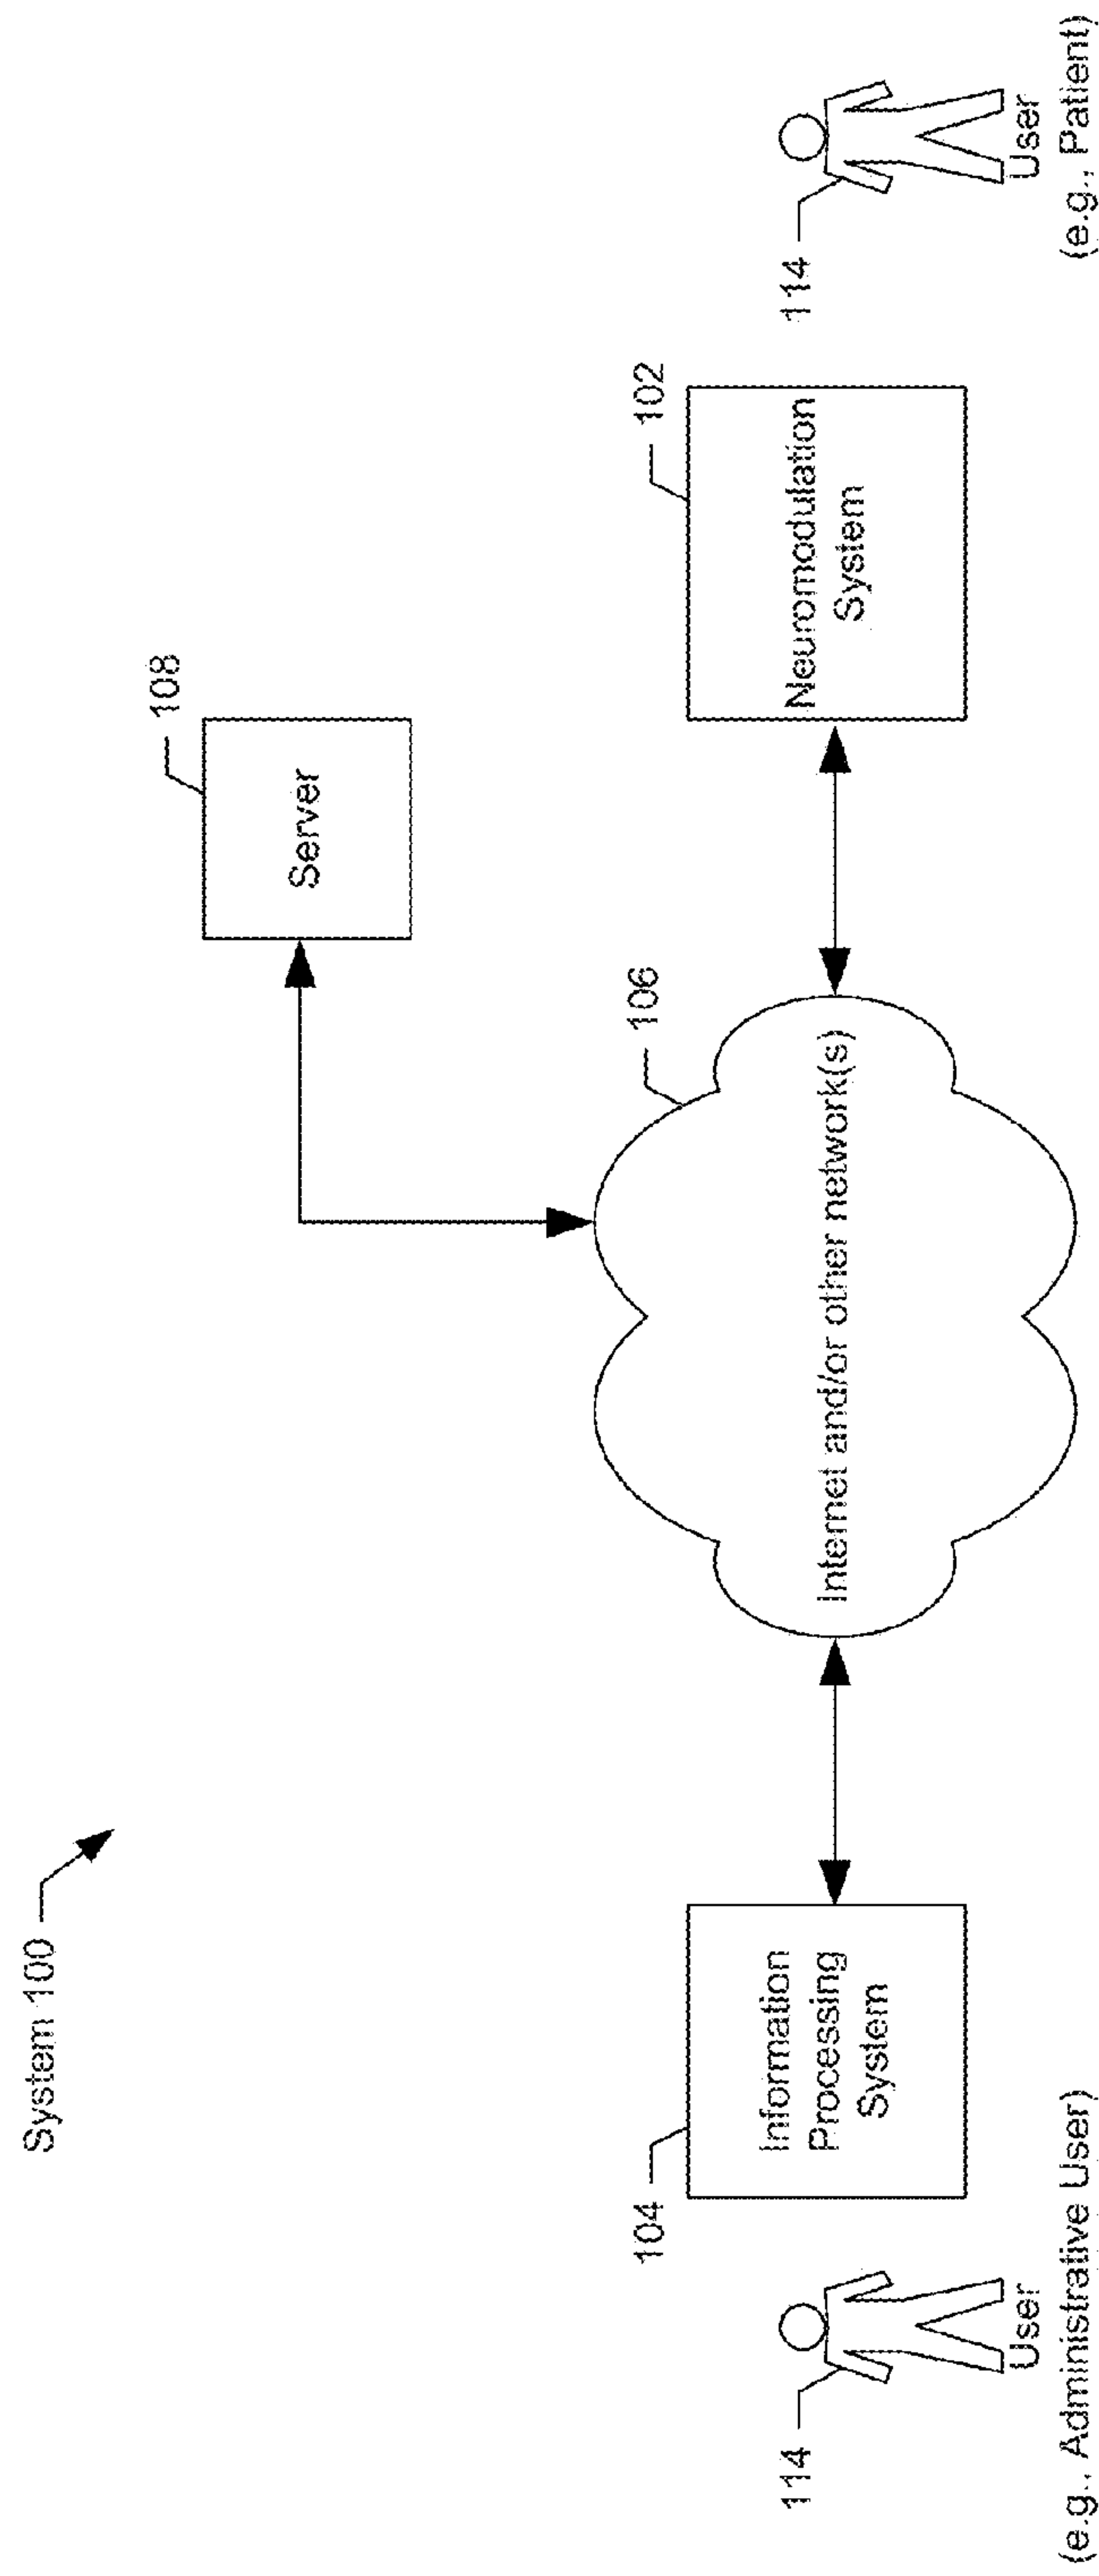 System 100
108
Server
106
Internet and/or other network(s)
102
Neuromodulation
System
104
Information
Processing
System
114
User
(e.g., Administrative User)
114
User
(e.g., Patient)